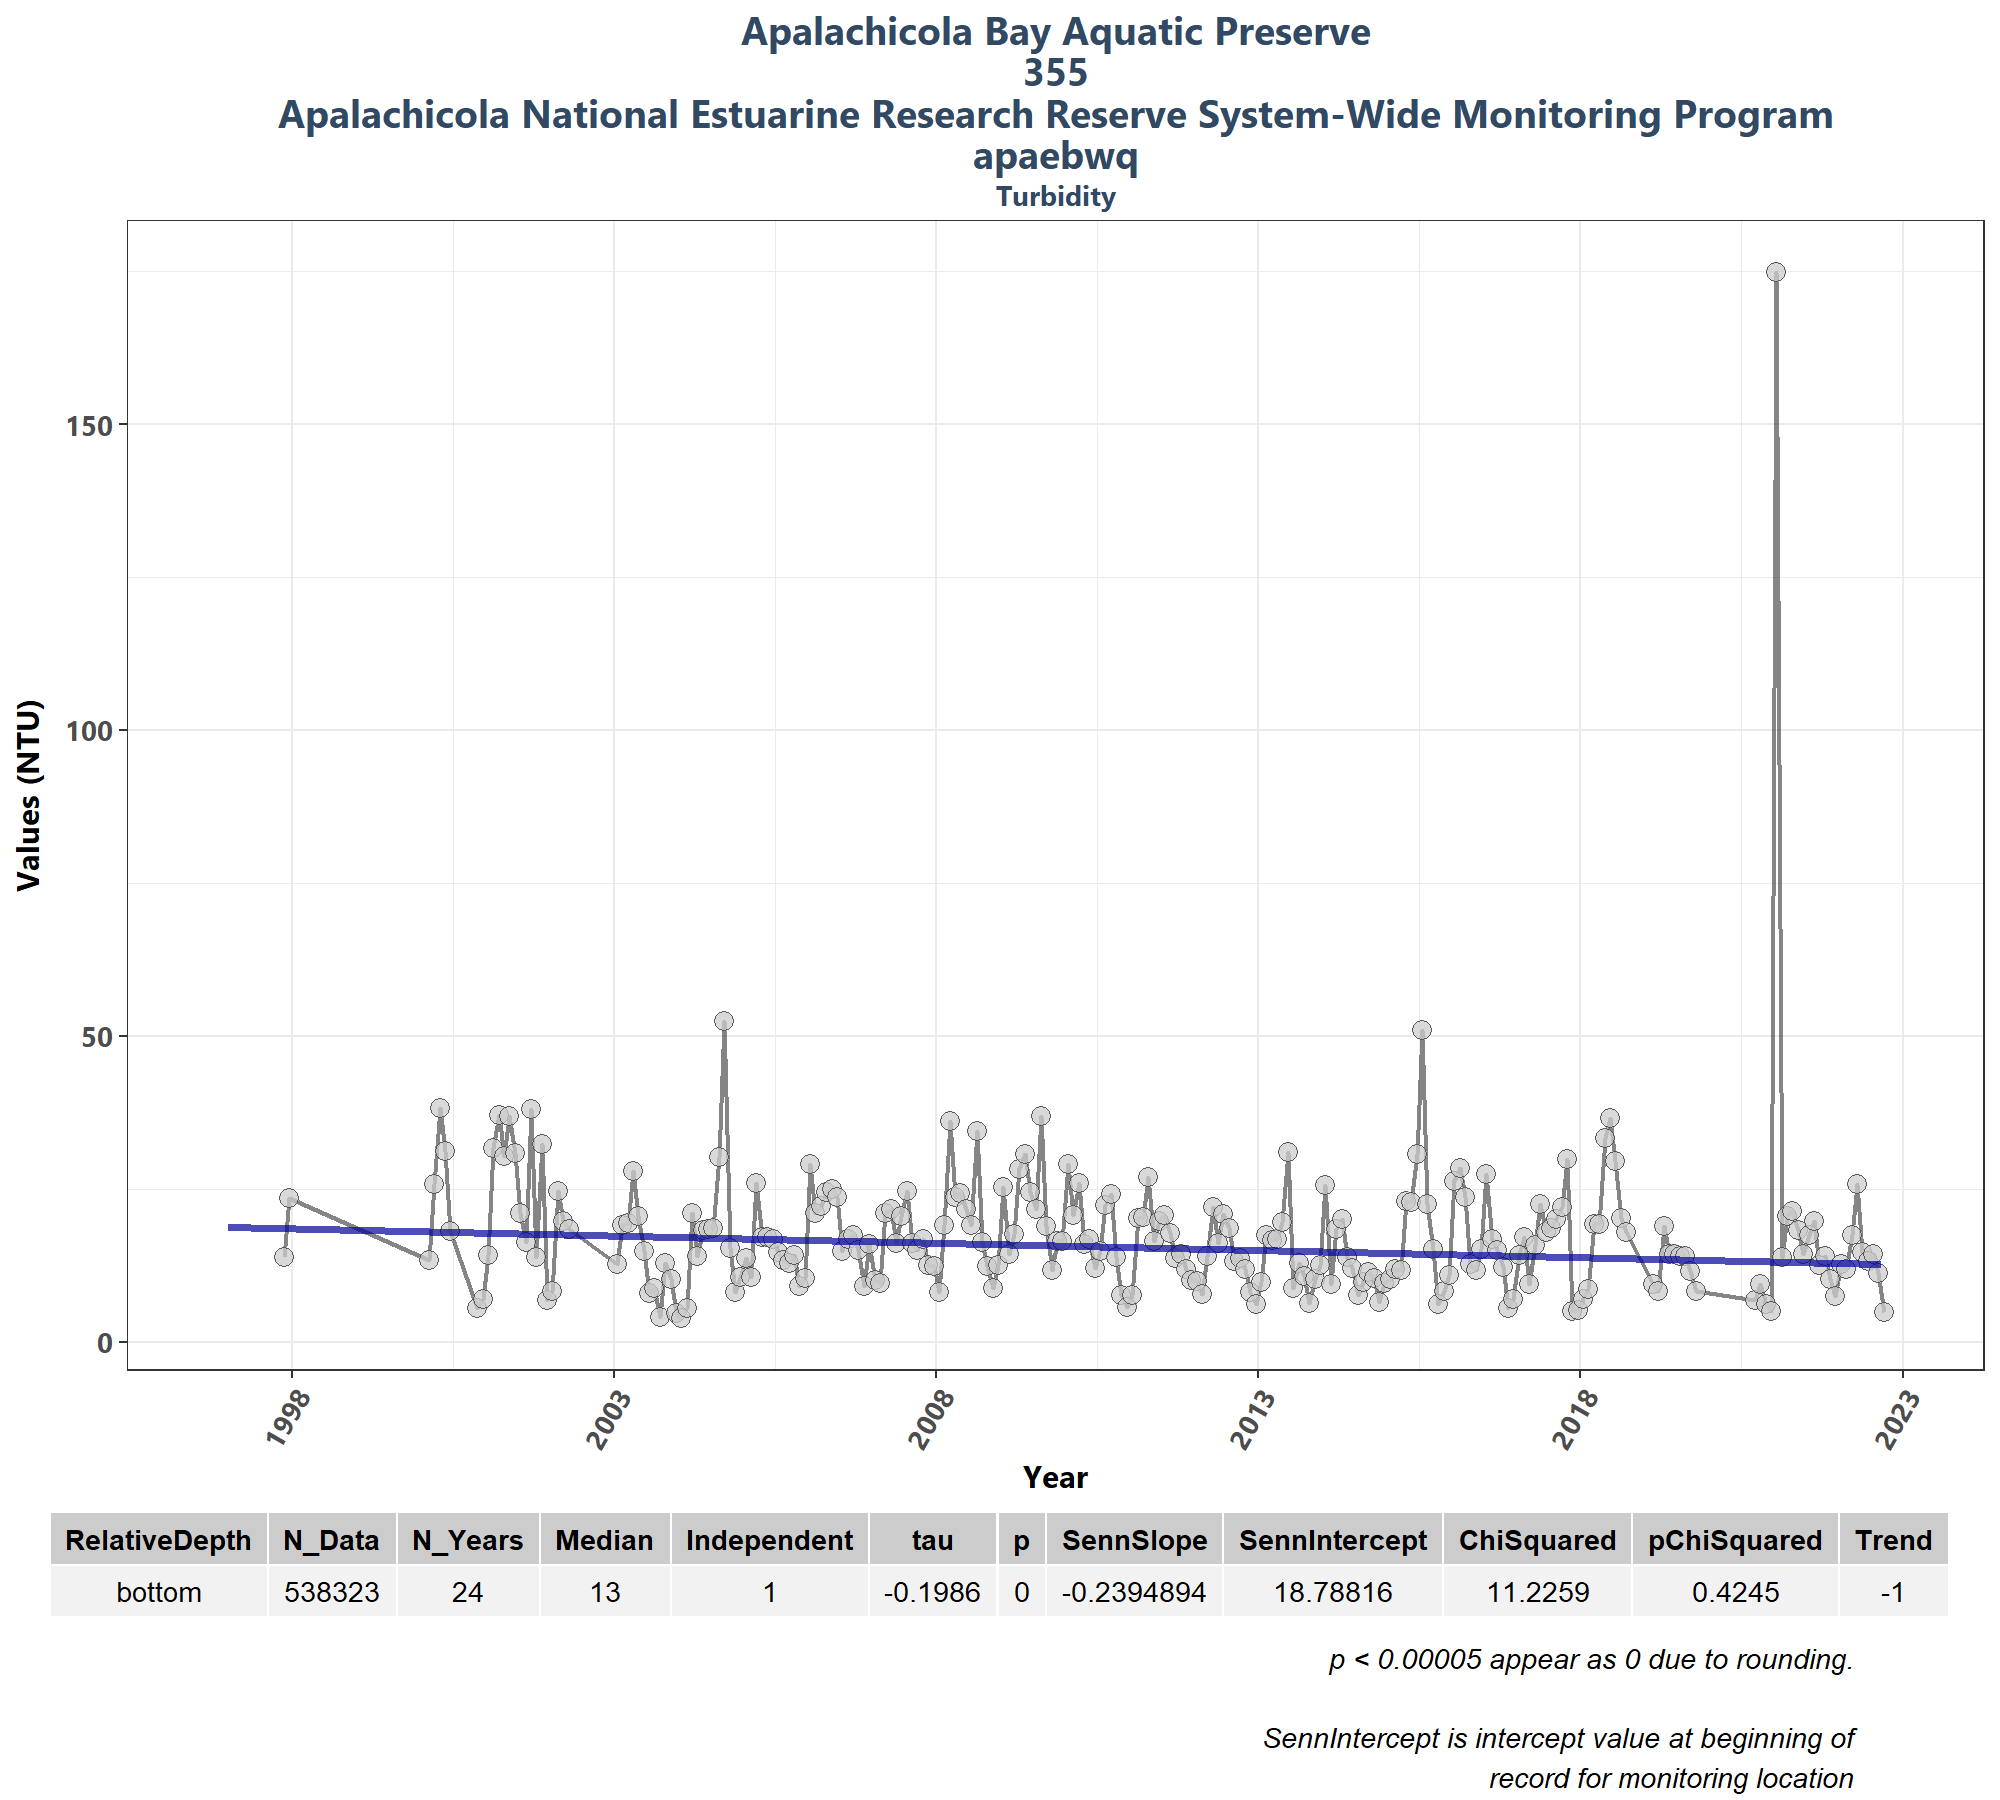 Apalachicola Bay Aquatic Preserve
355
Apalachicola National Estuarine Research Reserve System-Wide Monitoring Program
apaebwq
Turbidity
Values (NTU)
150
100
50
0
1998 2003 2008 2013 2018 2023
Year
RelativeDepth N_Data N_Years Median Independent tau p SennSlope SennIntercept ChiSquared pChiSquared Trend
bottom 538323 24 13 1 -0.1986 0 -0.2394894 18.78816 11.2259 0.4245 -1
p < 0.00005 appear as 0 due to rounding.
SennIntercept is intercept value at beginning of
record for monitoring location